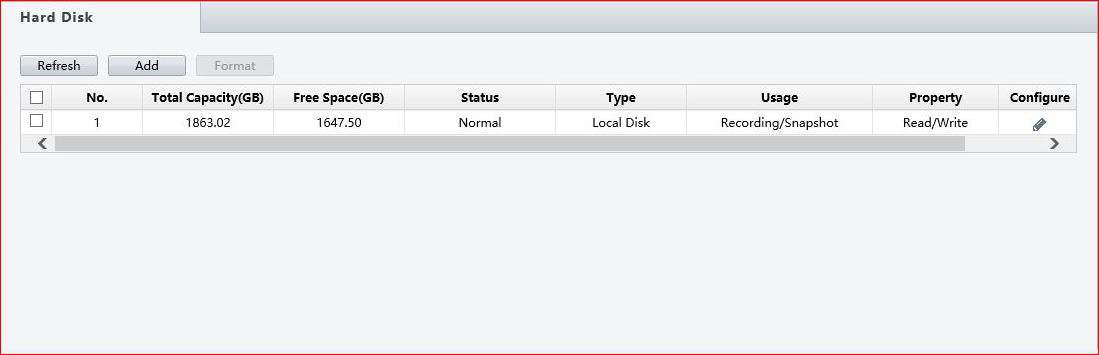 Hard Disk
Refresh Add Format
No. Total Capacity(GB) Free Space(GB) Status Type Usage Property Configure
1 1863.02 1647.50 Normal Local Disk Recording/Snapshot Read/Write